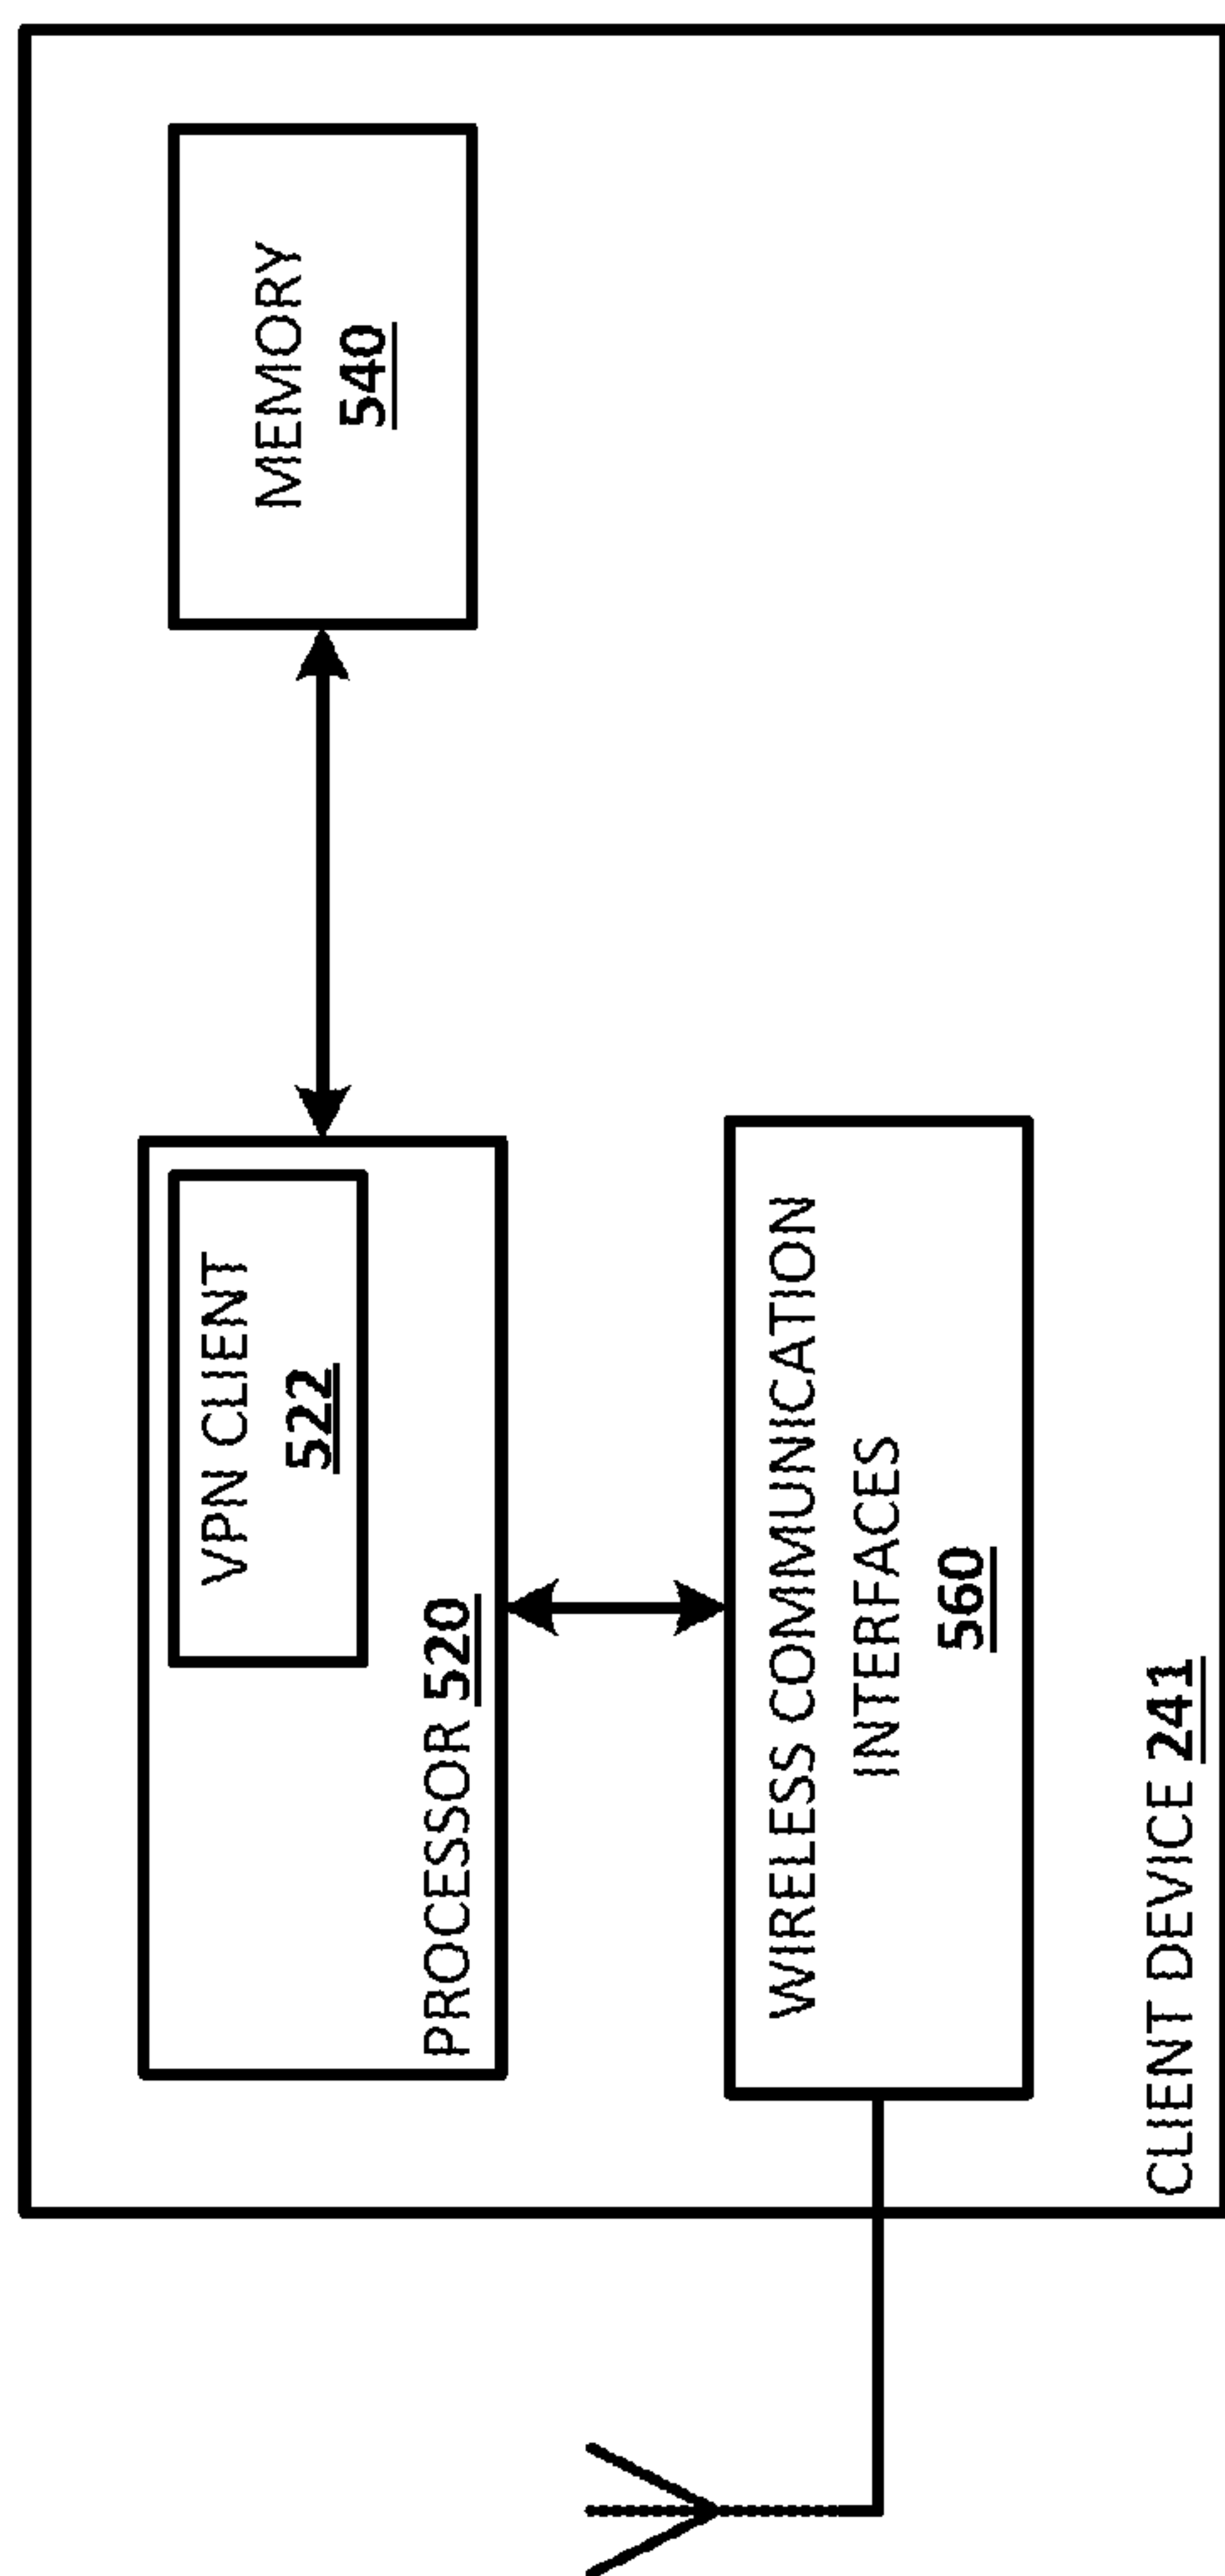 VPN CLIENT
522
PROCESSOR 520
MEMORY
540
WIRELESS COMMUNICATION
INTERFACES
560
CLIENT DEVICE 241